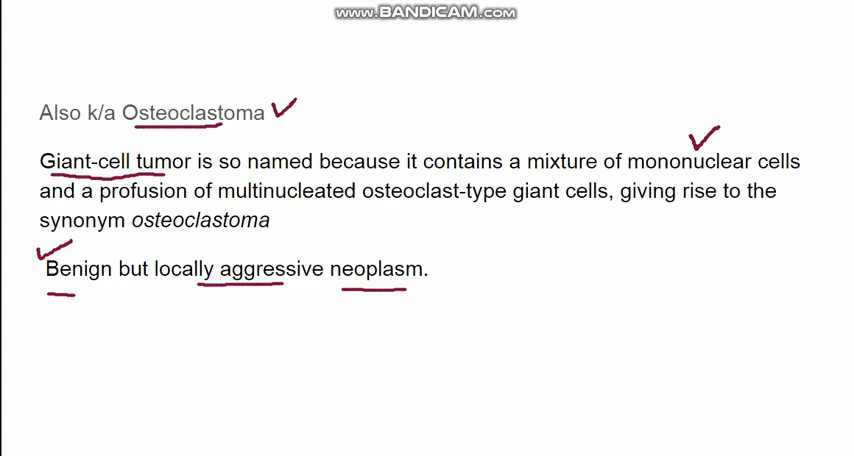 www.BANDICAM.com
Also k/a Osteoclastoma
Giant-cell tumor is so named because it contains a mixture of mononuclear cells
and a profusion of multinucleated osteoclast-type giant cells, giving rise to the
synonym osteoclastoma
Benign but locally aggressive neoplasm.